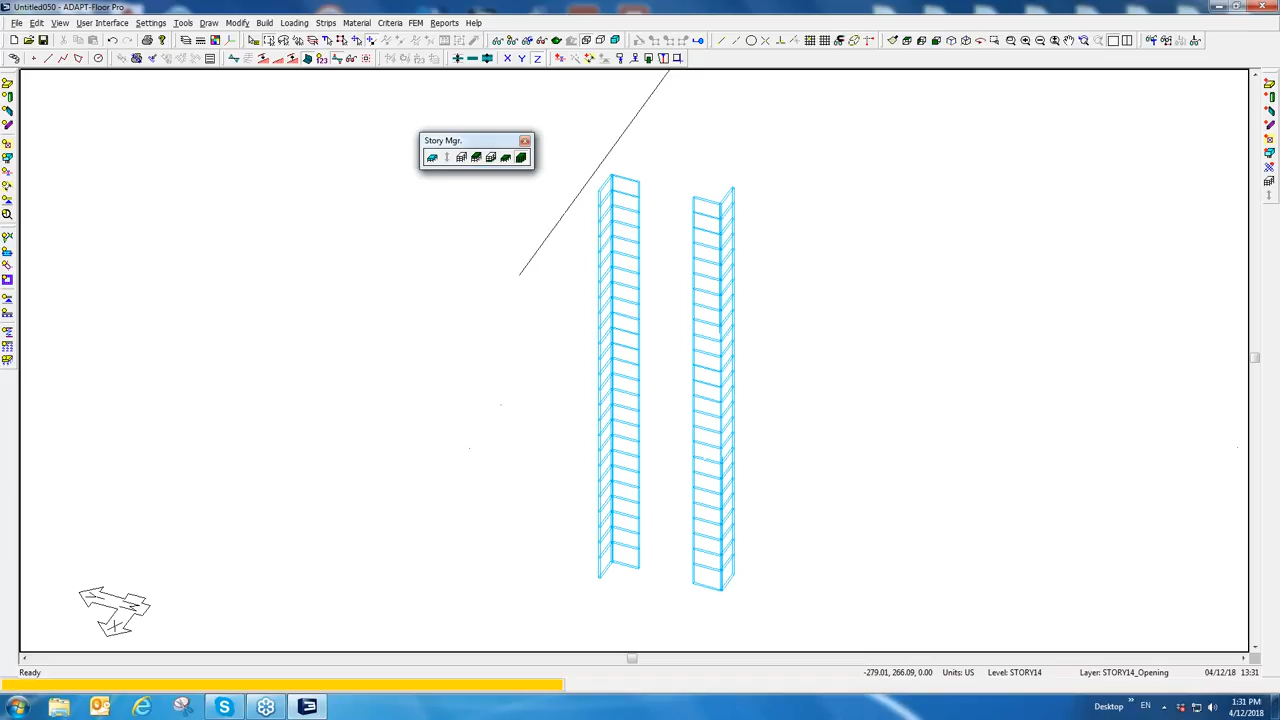 Untitled050 - ADAPT-Floor Pro
File Edit View User Interface Settings Tools Draw Modify Build Loading Strips Material Criteria FEM Reports Help
X Y Z
Story Mgr.
X
Ready
-279.01, 266.09, 0.00 Units: US Level: STORY14 Layer: STORY14_Opening 04/12/18 13:31
Desktop » EN 1:31 PM
4/12/2018